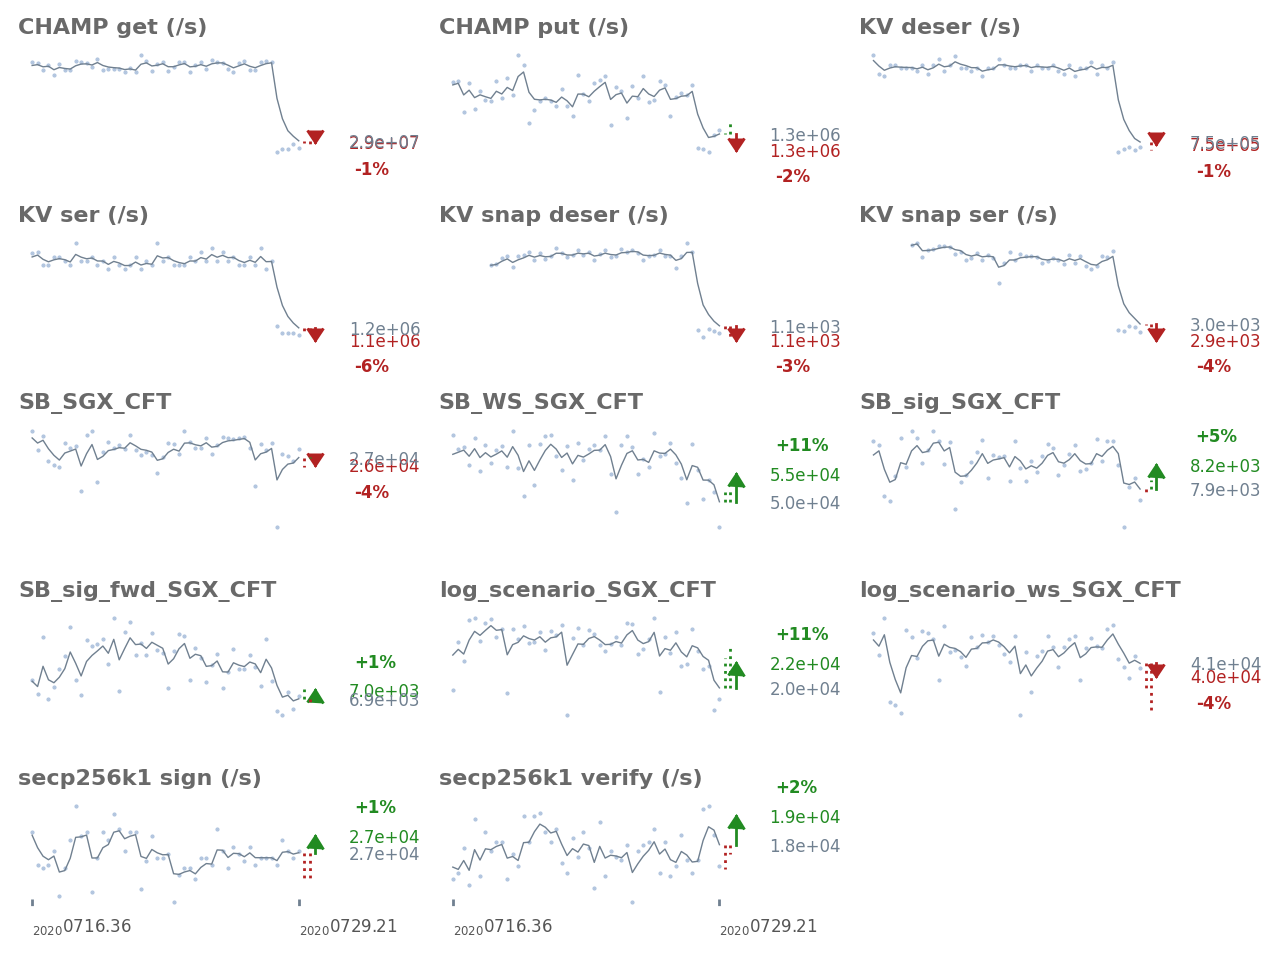 CHAMP get (/s)
2.9e+07
2.9e+07
-1%
CHAMP put (/s)
1.3e+06
1.3e+06
-2%
KV deser (/s)
7.5e+05
7.5e+05
-1%
KV ser (/s)
1.2e+06
1.1e+06
-6%
KV snap deser (/s)
1.1e+03
1.1e+03
-3%
KV snap ser (/s)
3.0e+03
2.9e+03
-4%
SB_SGX_CFT
2.7e+04
2.6e+04
-4%
SB_WS_SGX_CFT
+11%
5.5e+04
5.0e+04
SB_sig_SGX_CFT
+5%
8.2e+03
7.9e+03
SB_sig_fwd_SGX_CFT
+1%
7.0e+03
6.9e+03
log_scenario_SGX_CFT
+11%
2.2e+04
2.0e+04
log_scenario_ws_SGX_CFT
4.1e+04
4.0e+04
-4%
secp256k1 sign (/s)
+1%
2.7e+04
2.7e+04
20200716.36
20200729.21
secp256k1 verify (/s)
+2%
1.9e+04
1.8e+04
20200716.36
20200729.21